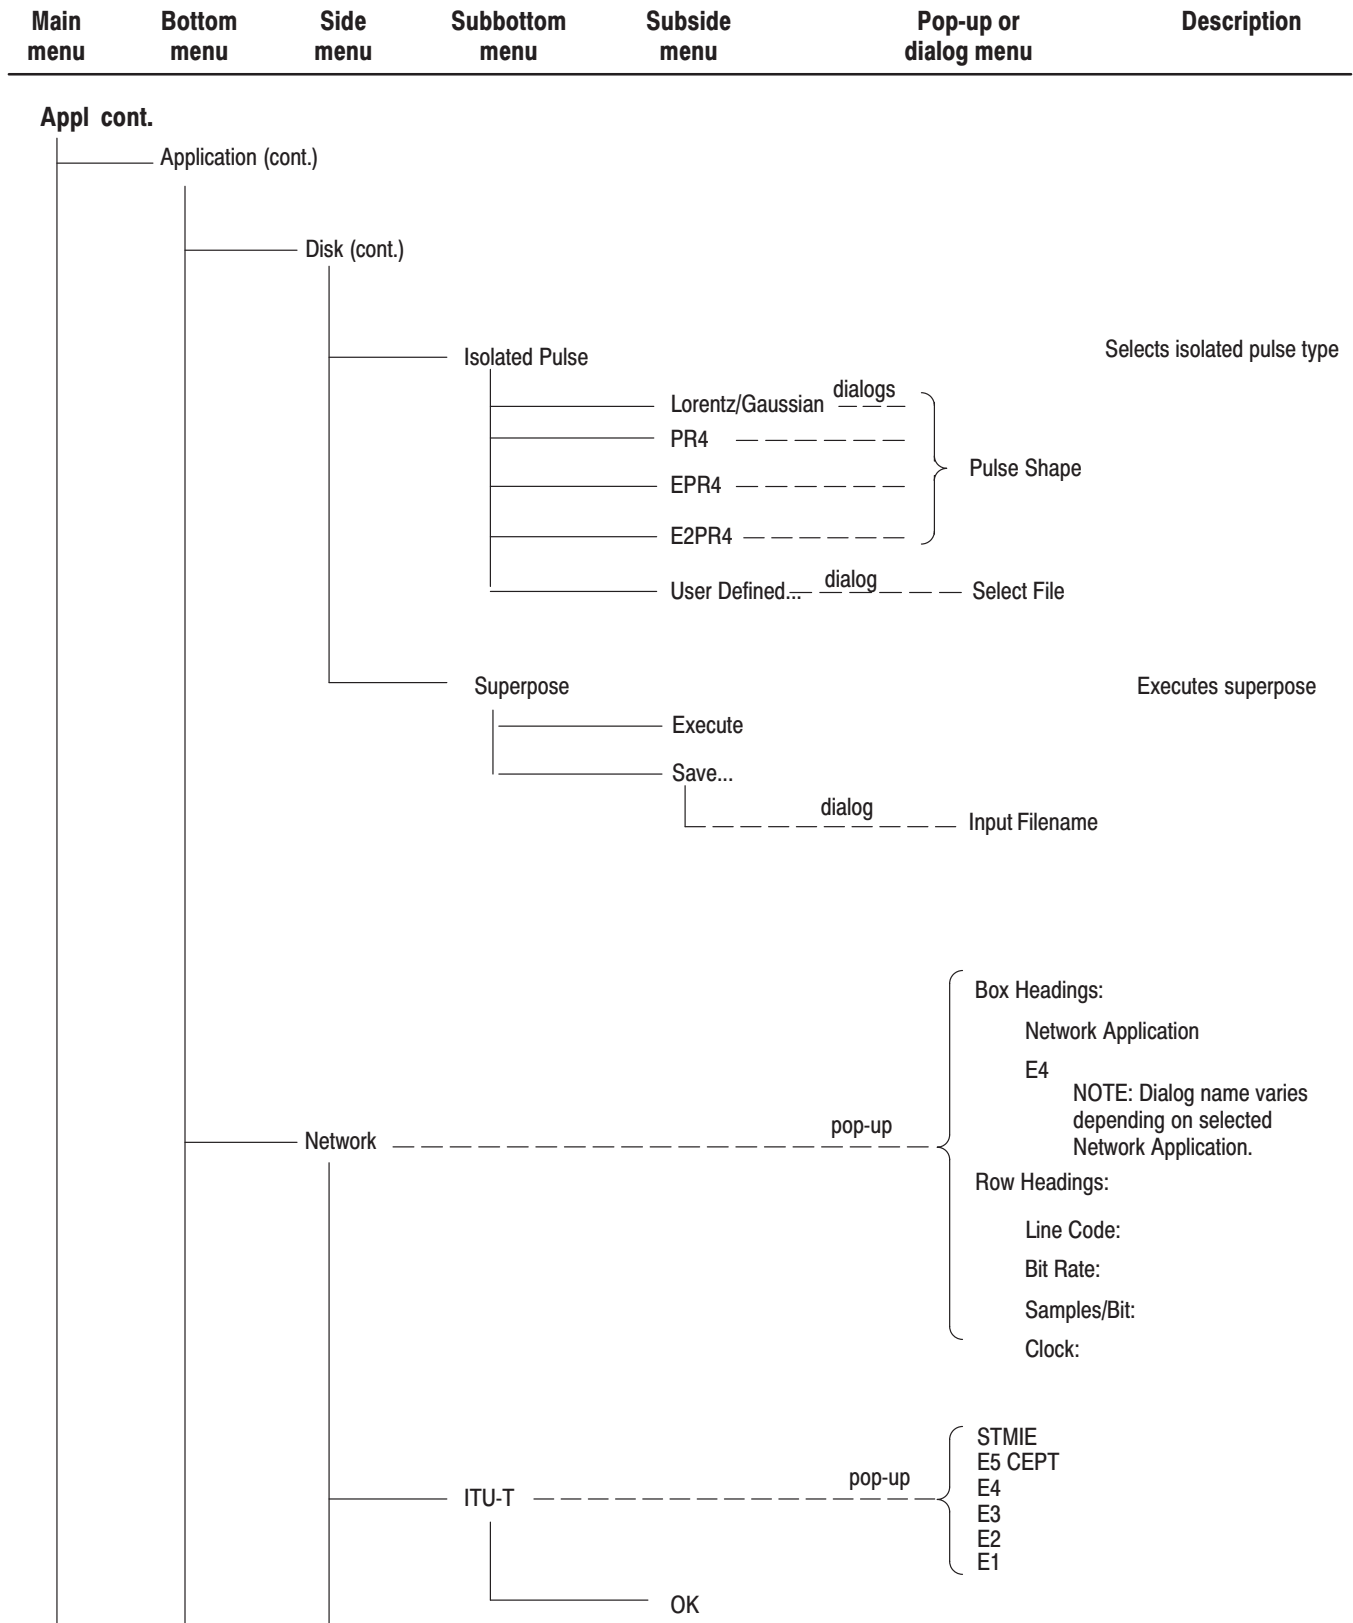 Main menu
Bottom menu
Side menu
Subbottom menu
Subside menu
Pop-up or dialog menu
Description
Appl cont.
Application (cont.)
Disk (cont.)
Isolated Pulse
Selects isolated pulse type
Lorentz/Gaussian
dialogs
PR4
EPR4
E2PR4
Pulse Shape
User Defined...
dialog
Select File
Superpose
Executes superpose
Execute
Save...
dialog
Input Filename
Network
pop-up
Box Headings:
Network Application
E4
NOTE: Dialog name varies
depending on selected
Network Application.
Row Headings:
Line Code:
Bit Rate:
Samples/Bit:
Clock:
ITU-T
pop-up
STMIE
E5 CEPT
E4
E3
E2
E1
OK